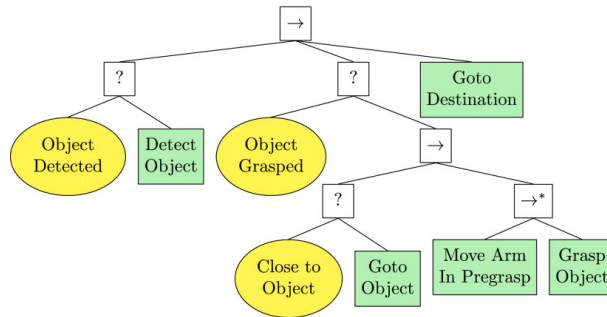 →
?
?
Goto
Destination
Object
Detected
Detect
Object
Object
Grasped
→
?
→*
Close to
Object
Goto
Object
Move Arm
In Pregrasp
Grasp
Object